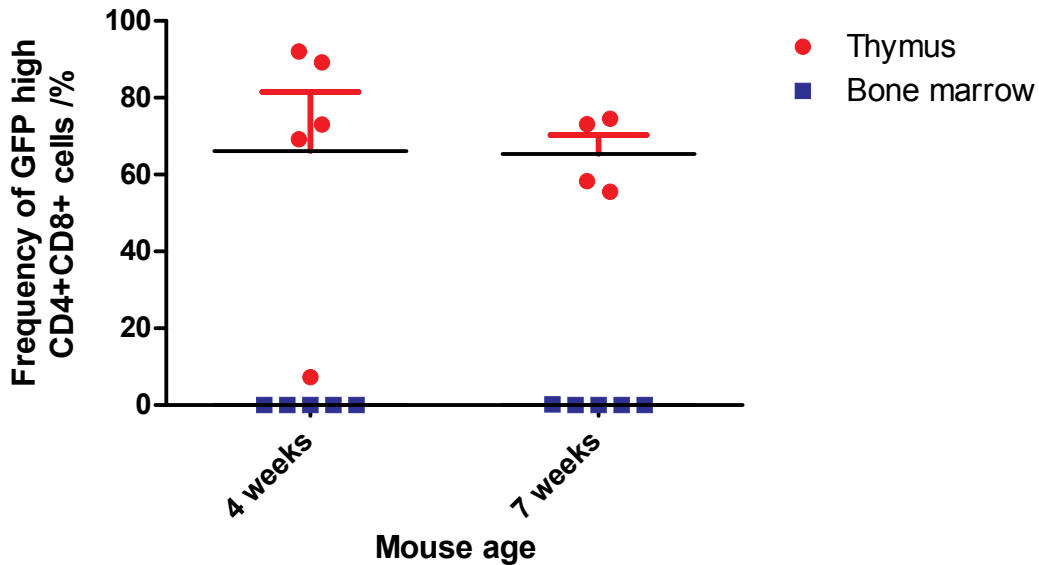 Frequency of GFP high
CD4+CD8+ cells /%
100
80
60
40
20
0
4 weeks
7 weeks
Mouse age
Thymus
Bone marrow